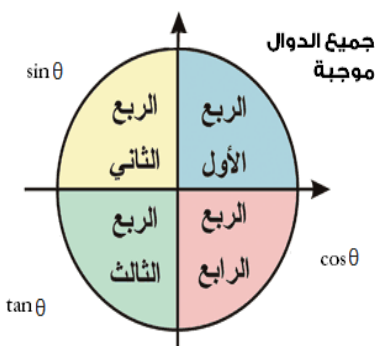 جميع الدوال
موجبة
sin θ
الربع
الأول
الربع
الثاني
الربع
الثالث
الربع
الرابع
cos θ
tan θ